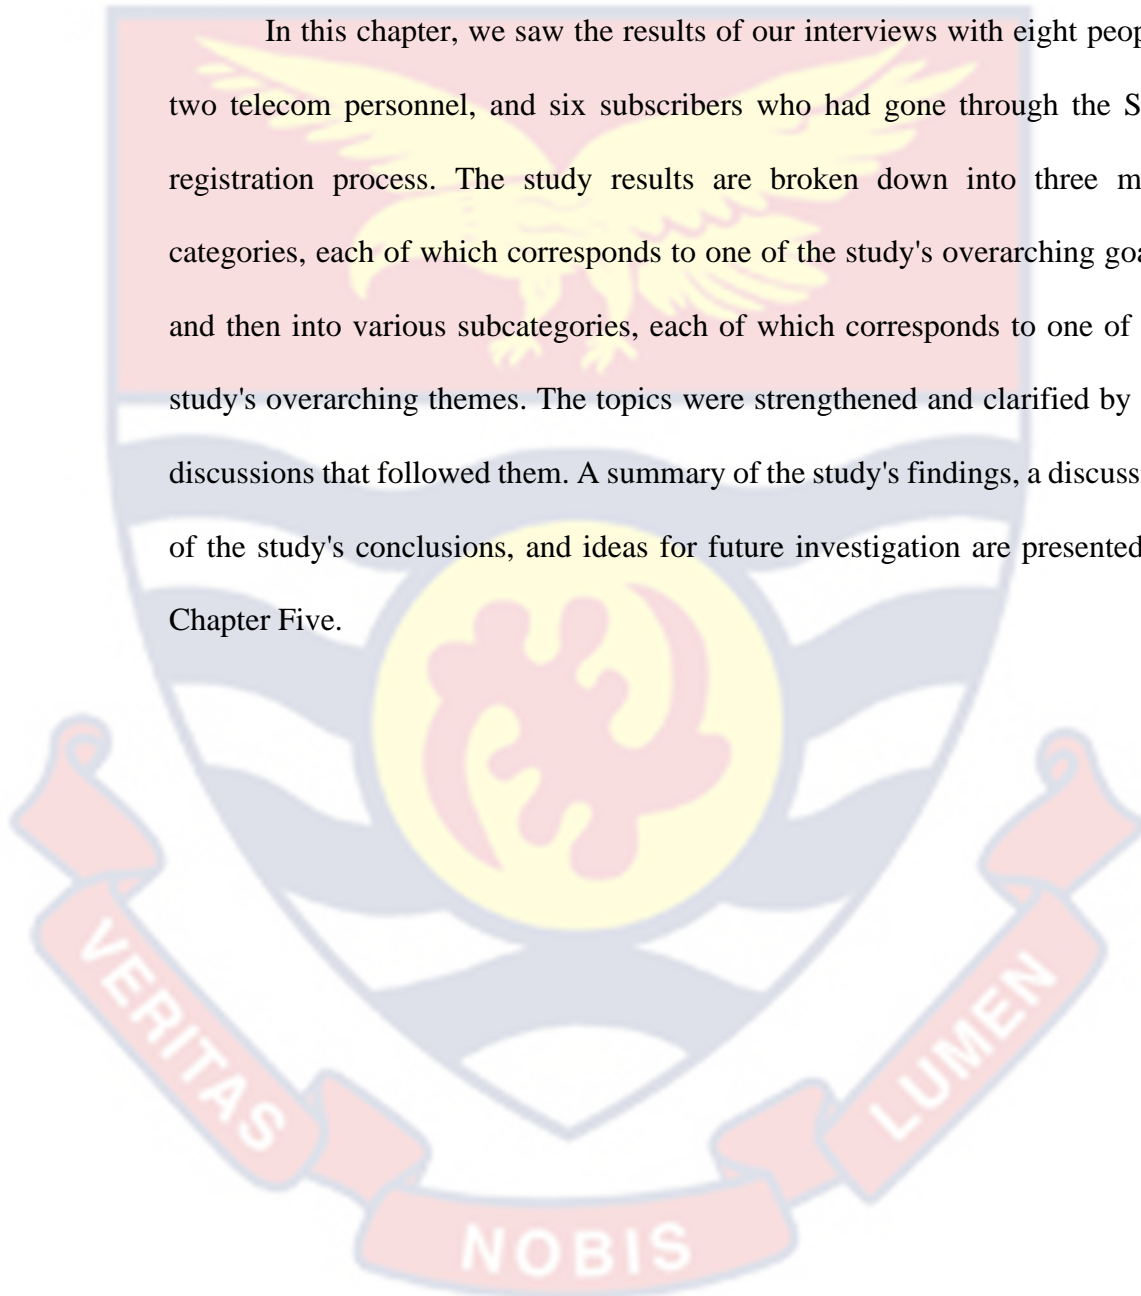 In this chapter, we saw the results of our interviews with eight peop
two telecom personnel, and six subscribers who had gone through the S
registration process. The study results are broken down into three m
categories, each of which corresponds to one of the study's overarching goa
and then into various subcategories, each of which corresponds to one of
study's overarching themes. The topics were strengthened and clarified by
discussions that followed them. A summary of the study's findings, a discuss
of the study's conclusions, and ideas for future investigation are presented
Chapter Five.
VERITAS
NOBIS
LUMEN